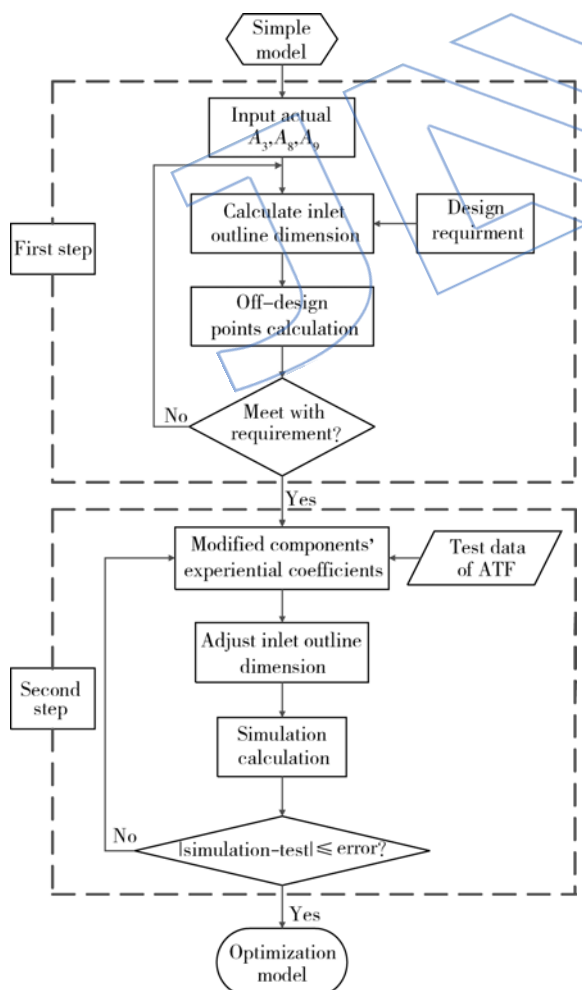 Simple
model
Input actual
A3,A8,A9
Calculate inlet
outline dimension
Design
requirment
First step
Off-design
points calculation
No
Meet with
requirement?
Yes
Modified components'
experiential coefficients
Test data
of ATF
Adjust inlet outline
dimension
Second
step
Simulation
calculation
No
|simulation-test|≤error?
Yes
Optimization
model